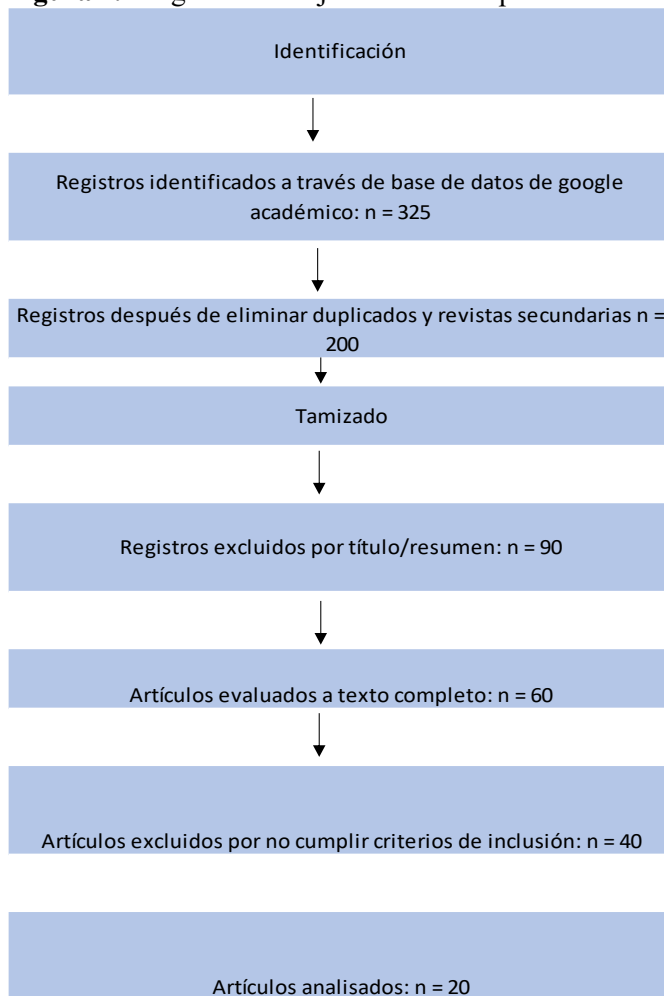 Identificación
Registros identificados a través de base de datos de google
académico: n = 325
Registros después de eliminar duplicados y revistas secundarias n =
200
Tamizado
Registros excluidos por título/resumen: n = 90
Artículos evaluados a texto completo: n = 60
Artículos excluidos por no cumplir criterios de inclusión: n = 40
Artículos analisados: n = 20